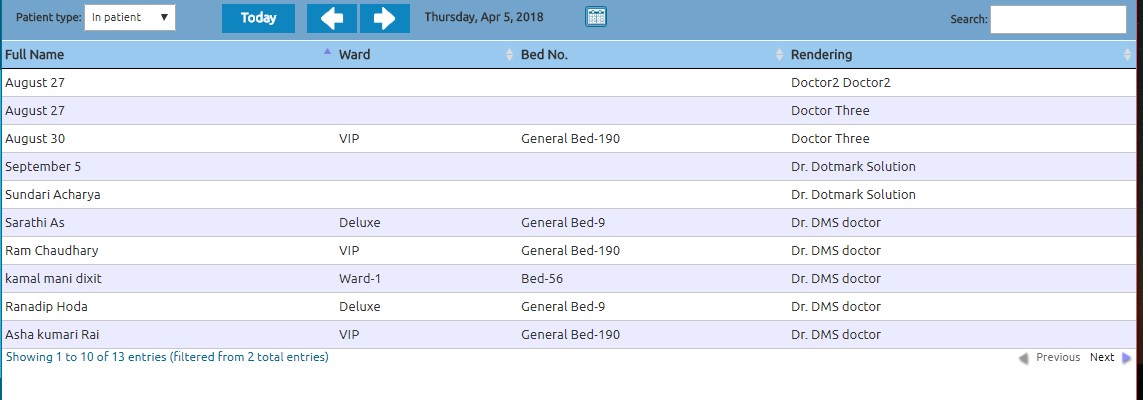 Patient type: In patient Today Thursday, Apr 5, 2018 Search:
Full Name Ward Bed No. Rendering
August 27 Doctor2 Doctor2
August 27 Doctor Three
August 30 VIP General Bed-190 Doctor Three
September 5 Dr. Dotmark Solution
Sundari Acharya Dr. Dotmark Solution
Sarathi As Deluxe General Bed-9 Dr. DMS doctor
Ram Chaudhary VIP General Bed-190 Dr. DMS doctor
kamal mani dixit Ward-1 Bed-56 Dr. DMS doctor
Ranadip Hoda Deluxe General Bed-9 Dr. DMS doctor
Asha kumari Rai VIP General Bed-190 Dr. DMS doctor
Showing 1 to 10 of 13 entries (filtered from 2 total entries) Previous Next